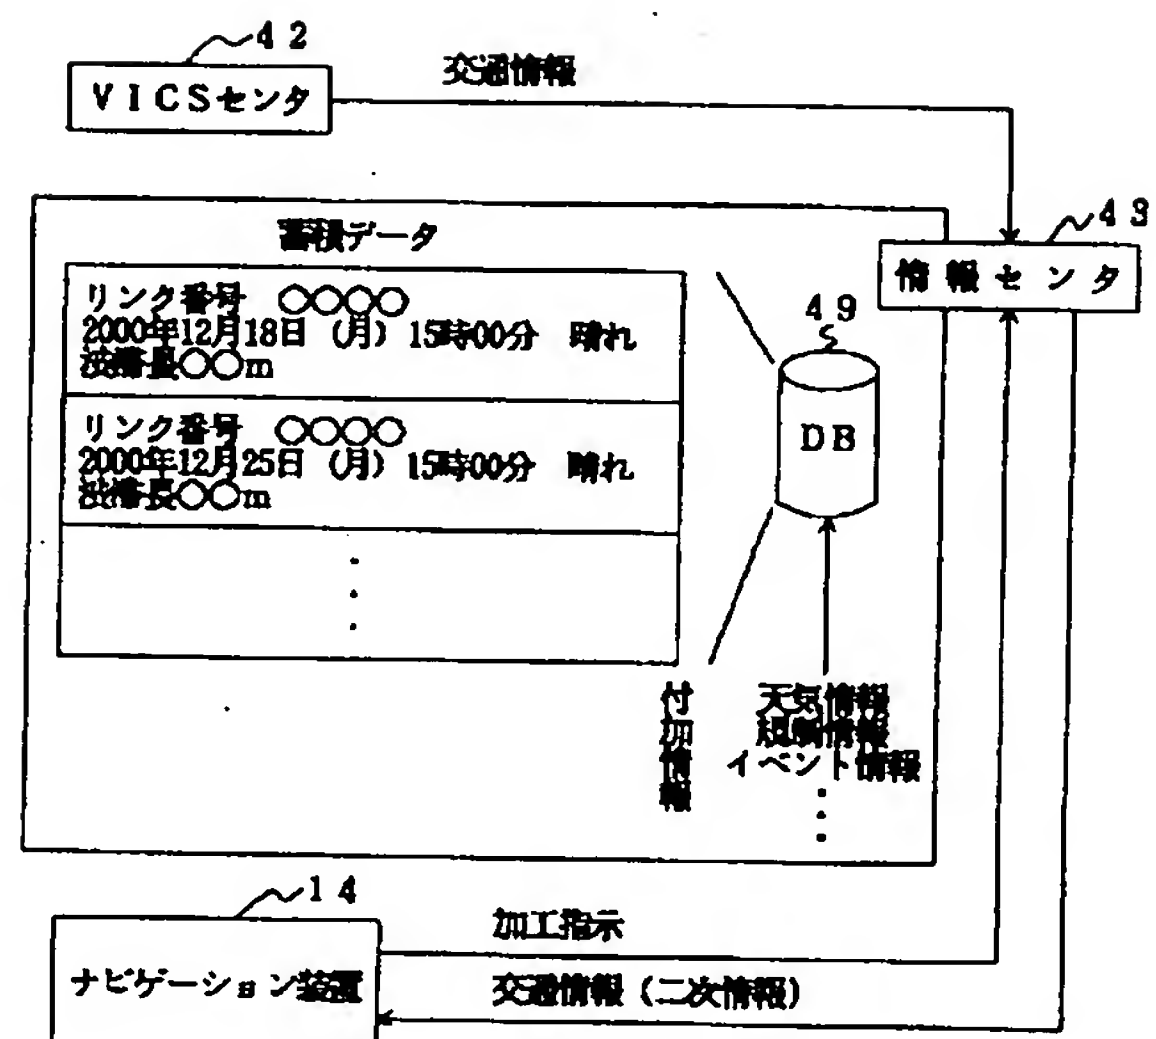 42
VICSセンタ
交通情報
43
情報センタ
蓄積データ
リンク番号 ○○○○
2000年12月18日(月)15時00分 晴れ
渋滞長○○m
リンク番号 ○○○○
2000年12月25日(月)15時00分 晴れ
渋滞長○○m
49
DB
付加情報
天気情報
規制情報
イベント情報
14
ナビゲーション装置
加工指示
交通情報(二次情報)